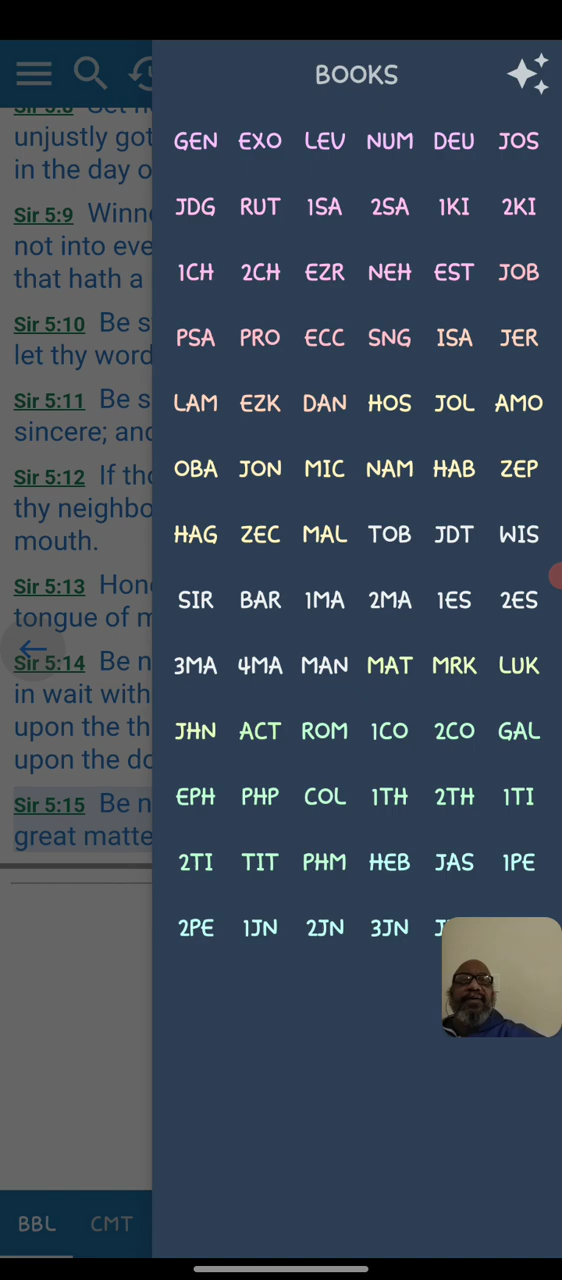 BOOKS
GEN EXO LEV NUM DEU JOS
JDG RUT 1SA 2SA 1KI 2KI
1CH 2CH EZR NEH EST JOB
PSA PRO ECC SNG ISA JER
LAM EZK DAN HOS JOL AMO
OBA JON MIC NAM HAB ZEP
HAG ZEC MAL TOB JDT WIS
SIR BAR 1MA 2MA 1ES 2ES
3MA 4MA MAN MAT MRK LUK
JHN ACT ROM 1CO 2CO GAL
EPH PHP COL 1TH 2TH 1TI
2TI TIT PHM HEB JAS 1PE
2PE 1JN 2JN 3JN
unjustly got
in the day o
Sir 5:9 Winn
not into eve
that hath a
Sir 5:10 Be s
let thy word
Sir 5:11 Be s
sincere; and
Sir 5:12 If tho
thy neighbo
mouth.
Sir 5:13 Hon
tongue of m
Sir 5:14 Be n
in wait with
upon the th
upon the do
Sir 5:15 Be n
great matte
BBL CMT